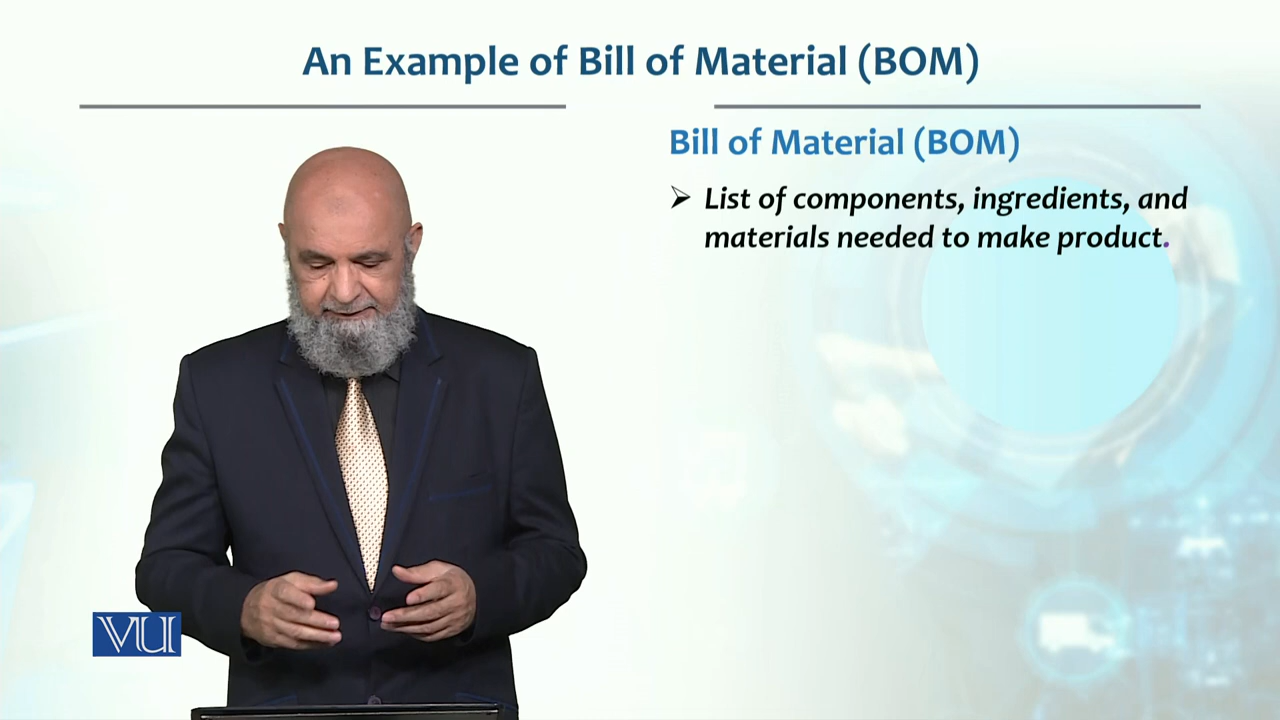 An Example of Bill of Material (BOM)
Bill of Material (BOM)
➢ List of components, ingredients, and
materials needed to make product.
VU